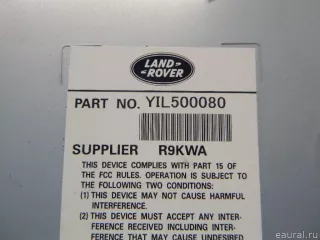 LAND-
-ROVER
PART NO. YIL500080
SUPPLIER R9KWA
THIS DEVICE COMPLIES WITH PART 15 OF
THE FCC RULES. OPERATION IS SUBJECT TO
THE FOLLOWING TWO CONDITIONS:
(1) THIS DEVICE MAY NOT CAUSE HARMFUL
INTERFERENCE.
(2) THIS DEVICE MUST ACCEPT ANY INTER-
FERENCE RECEIVED INCLUDING INTER-
FERENCE THAT MAY CAUSE UNDESIRED
eaural.ru